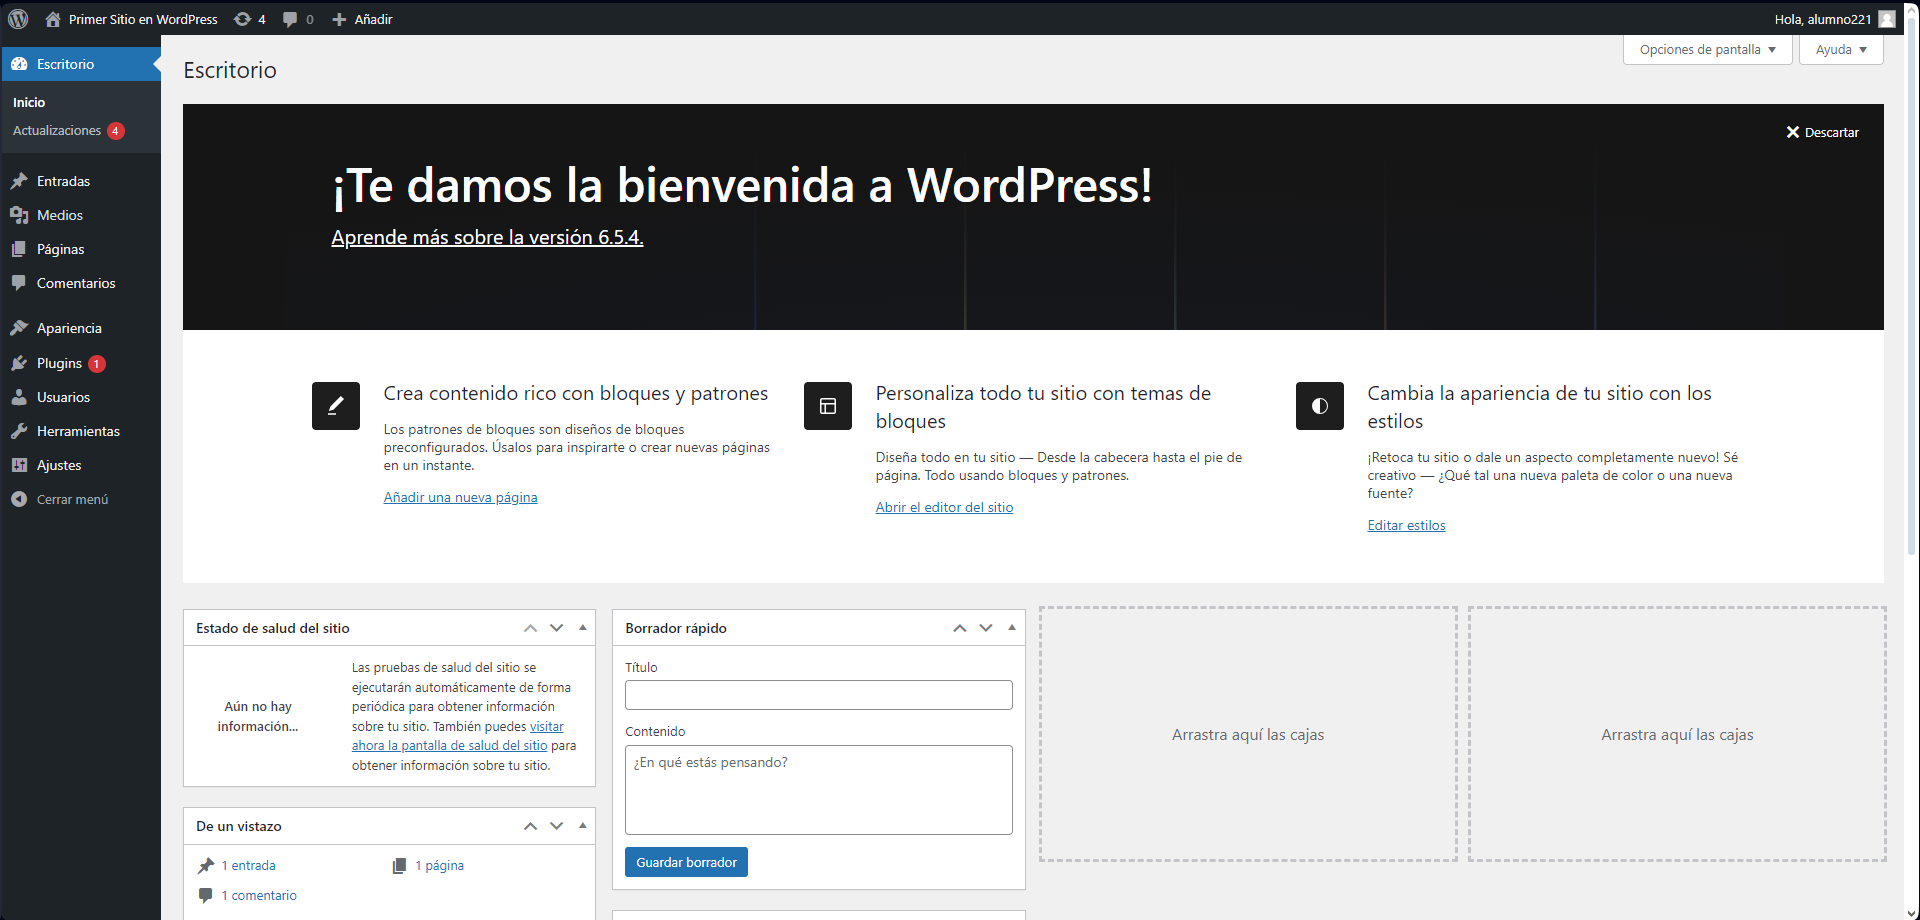 Primer Sitio en WordPress 4 0 Añadir
Hola, alumno221
Escritorio
Inicio
Actualizaciones 4
Entradas
Medios
Páginas
Comentarios
Apariencia
Plugins 1
Usuarios
Herramientas
Ajustes
Cerrar menú
Opciones de pantalla
Ayuda
Escritorio
Descartar
¡Te damos la bienvenida a WordPress!
Aprende más sobre la versión 6.5.4.
Crea contenido rico con bloques y patrones
Los patrones de bloques son diseños de bloques
preconfigurados. Úsalos para inspirarte o crear nuevas páginas
en un instante.
Añadir una nueva página
Personaliza todo tu sitio con temas de
bloques
Diseña todo en tu sitio — Desde la cabecera hasta el pie de
página. Todo usando bloques y patrones.
Abrir el editor del sitio
Cambia la apariencia de tu sitio con los
estilos
¡Retoca tu sitio o dale un aspecto completamente nuevo! Sé
creativo — ¿Qué tal una nueva paleta de color o una nueva
fuente?
Editar estilos
Estado de salud del sitio
Aún no hay
información...
Las pruebas de salud del sitio se
ejecutarán automáticamente de forma
periódica para obtener información
sobre tu sitio. También puedes visitar
ahora la pantalla de salud del sitio para
obtener información sobre tu sitio.
De un vistazo
1 entrada
1 página
1 comentario
Borrador rápido
Título
Contenido
¿En qué estás pensando?
Guardar borrador
Arrastra aquí las cajas
Arrastra aquí las cajas